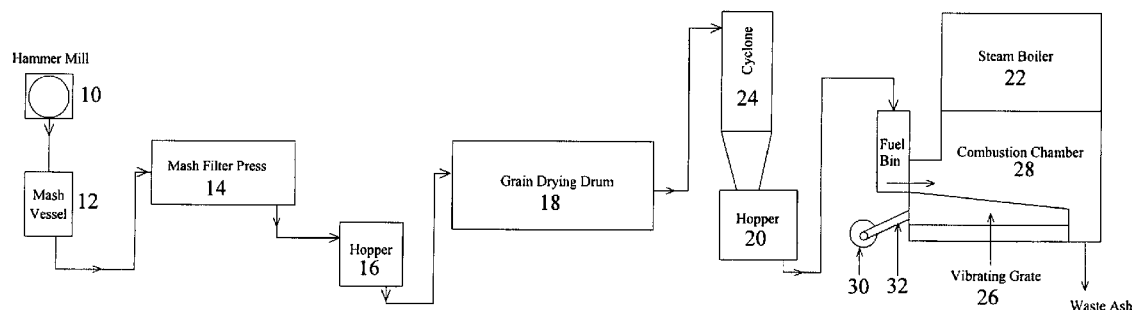 Hammer Mill
10
Mash
Vessel
12
Mash Filter Press
14
Hopper
16
Grain Drying Drum
18
Cyclone
24
Hopper
20
Fuel
Bin
Steam Boiler
22
Combustion Chamber
28
30
32
Vibrating Grate
26
Waste Ash